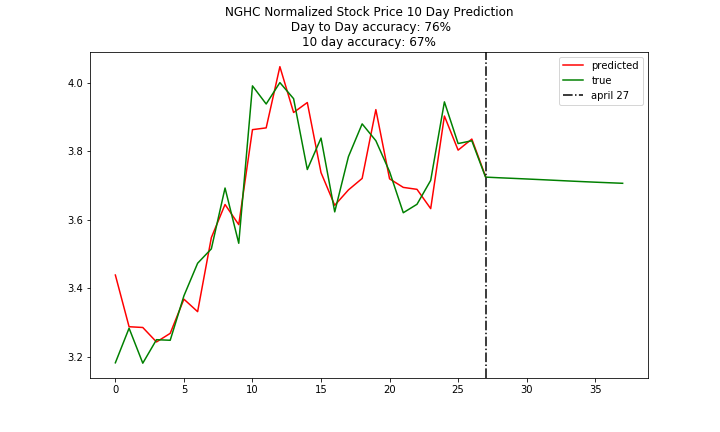 NGHC Normalized Stock Price 10 Day Prediction
Day to Day accuracy: 76%
10 day accuracy: 67%
predicted
true
april 27
4.0
3.8
3.6
3.4
3.2
0 5 10 15 20 25 30 35